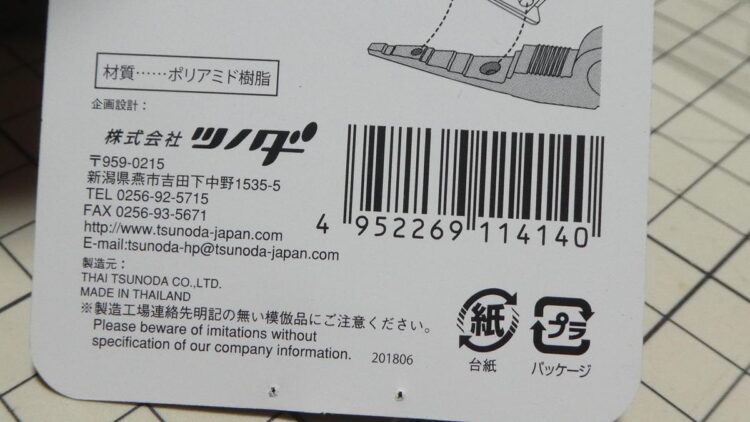 材質……ポリアミド樹脂
企画設計：
株式会社 ツノダ
〒959-0215
新潟県燕市吉田下中野1535-5
TEL 0256-92-5715
FAX 0256-93-5671
http://www.tsunoda-japan.com
E-mail:tsunoda-hp@tsunoda-japan.com
4 952269 114140
製造元：
THAI TSUNODA CO.,LTD.
MADE IN THAILAND
※製造工場連絡先明記の無い模倣品にご注意ください。
Please beware of imitations without
specification of our company information.
201806
紙
台紙
プラ
パッケージ